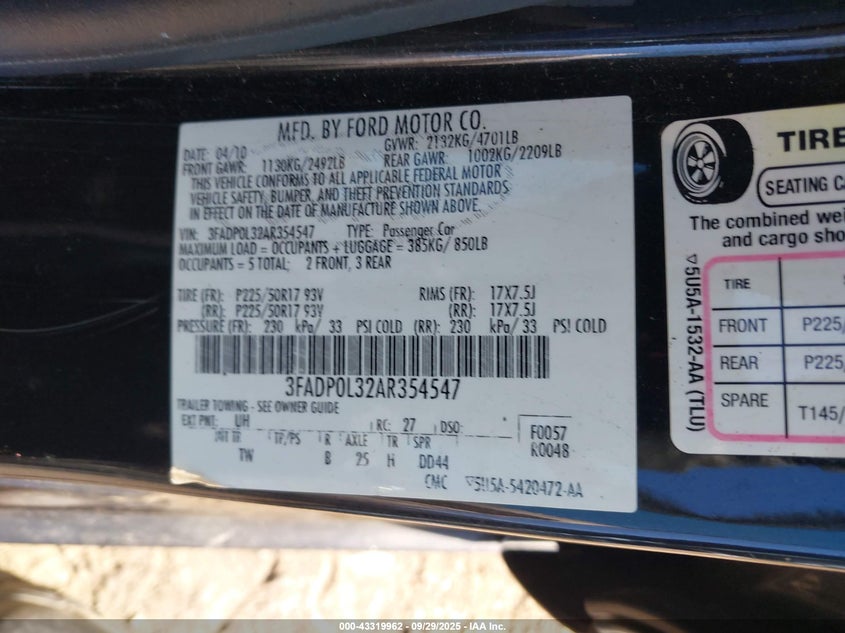 MFD. BY FORD MOTOR CO.
DATE: 04/10 GVWR: 2132KG/4701LB
FRONT GAWR: 1130KG/2492LB REAR GAWR: 1002KG/2209LB
THIS VEHICLE CONFORMS TO ALL APPLICABLE FEDERAL MOTOR
VEHICLE SAFETY, BUMPER, AND THEFT PREVENTION STANDARDS
IN EFFECT ON THE DATE OF MANUFACTURE SHOWN ABOVE.
VIN: 3FADP0L32AR354547 TYPE: Passenger Car
MAXIMUM LOAD = OCCUPANTS + LUGGAGE = 385KG/ 850LB
OCCUPANTS = 5 TOTAL: 2 FRONT, 3 REAR
TIRE (FR): P225/50R17 93V RIMS (FR): 17X7.5J
(RR): P225/50R17 93V (RR): 17X7.5J
PRESSURE (FR): 230 kPa/ 33 PSI COLD (RR): 230 kPa/ 33 PSI COLD
3FADP0L32AR354547
TRAILER TOWING - SEE OWNER GUIDE
EXT PNT: UH RC: 27 DSO: F0057
INT TR TP/PS R AXLE TR SPR R0048
TW B 25 H DD44
CMC ▽5U5A-5420472-AA
TIRE
SEATING CA
The combined wei
and cargo sho
TIRE
FRONT P225/
REAR P225/
SPARE T145/
▽5U5A-1532-AA (TLU)
000-43319962 - 09/29/2025 - IAA Inc.